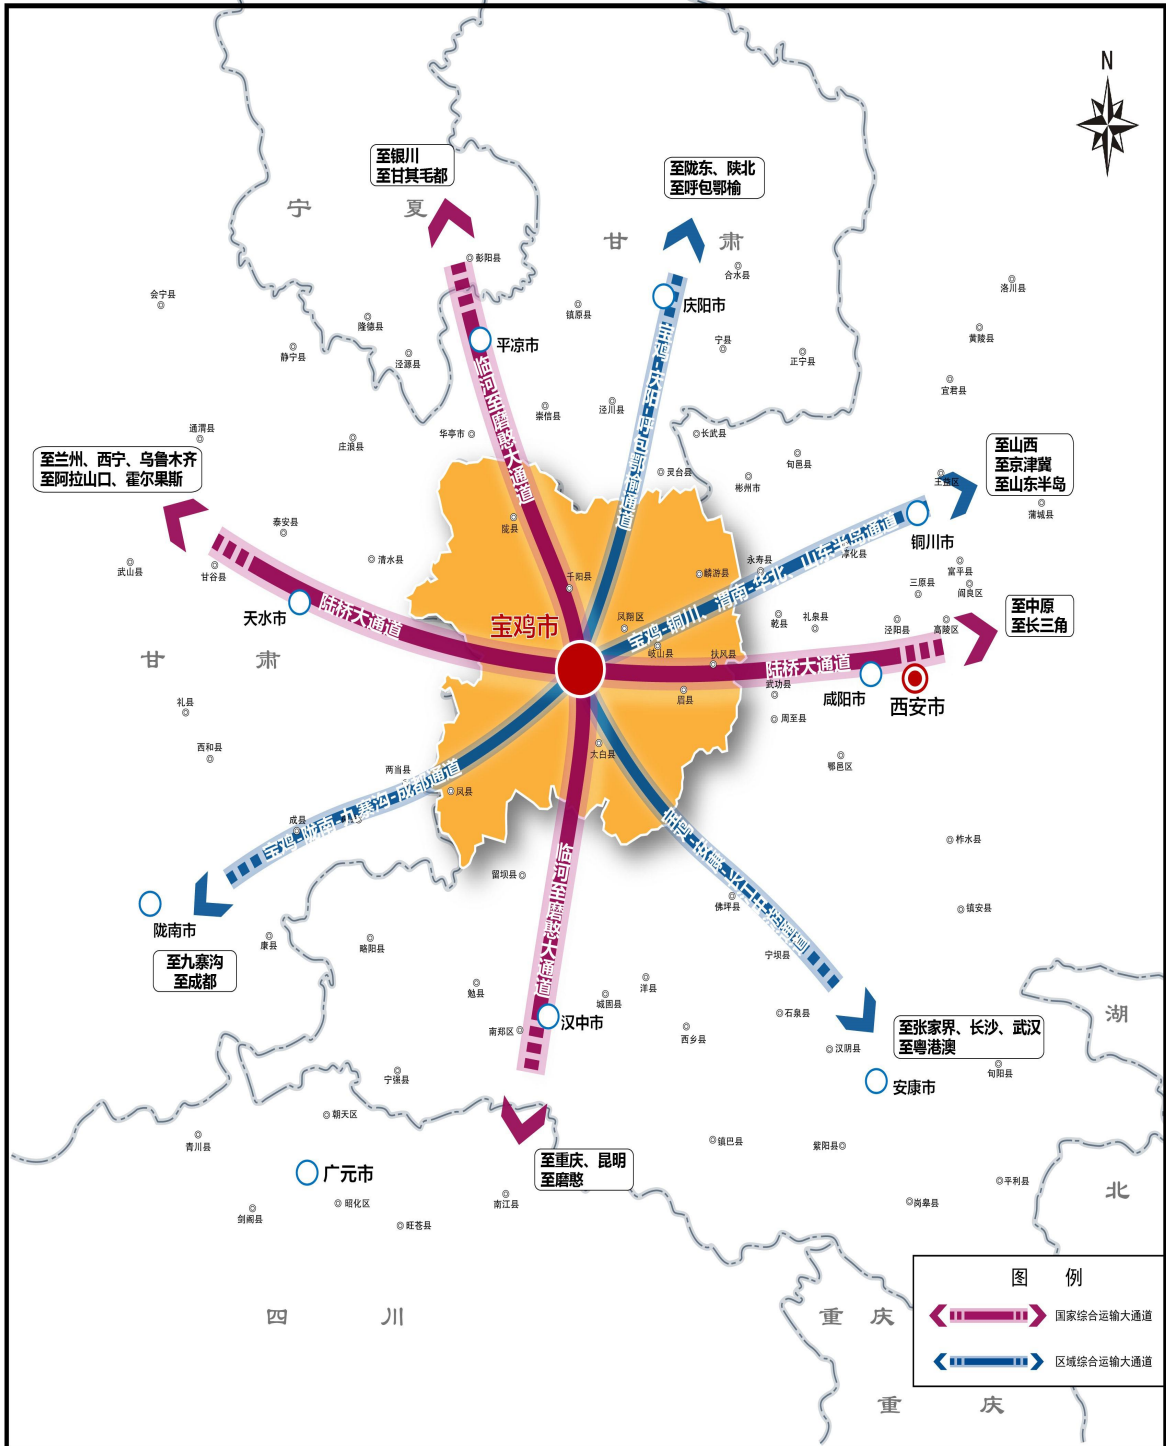 N
至银川
至甘其毛都
至陇东、陕北
至呼包鄂榆
宁 夏
甘 肃
彭阳县
合水县
洛川县
会宁县
庆阳市
镇原县
隆德县
黄陵县
平凉市
宁县
静宁县
泾源县
正宁县
宜君县
崇信县
泾川县
通渭县
庄浪县
华亭市
长武县
临河至磨憨大通道
宝鸡-庆阳-呼包鄂榆通道
至兰州、西宁、乌鲁木齐
至阿拉山口、霍尔果斯
旬邑县
灵台县
彬州市
至山西
至京津冀
至山东半岛
王益区
蒲城县
泰安县
陇县
铜川市
武山县
甘谷县
清水县
千阳县
麟游县
永寿县
淳化县
富平县
三原县
阎良区
宝鸡-铜川、渭南-华北、山东半岛通道
天水市
陆桥大通道
宝鸡市
凤翔区
岐山县
扶风县
乾县
礼泉县
泾阳县
高陵区
至中原
至长三角
甘 肃
陆桥大通道
武功县
咸阳市
西安市
礼县
眉县
周至县
西和县
太白县
鄠邑区
两当县
凤县
宝鸡-陇南-九寨沟-成都通道
成县
柞水县
留坝县
临河至磨憨大通道
佛坪县
镇安县
陇南市
康县
略阳县
至九寨沟
至成都
宁坝县
勉县
城固县
洋县
石泉县
南郑区
汉中市
西乡县
汉阴县
至张家界、长沙、武汉
至粤港澳
湖
旬阳县
安康市
宁强县
朝天区
青川县
镇巴县
紫阳县
至重庆、昆明
至磨憨
广元市
平利县
北
昭化区
南江县
岚皋县
剑阁县
旺苍县
四 川
重 庆
图 例
国家综合运输大通道
区域综合运输大通道
重 庆